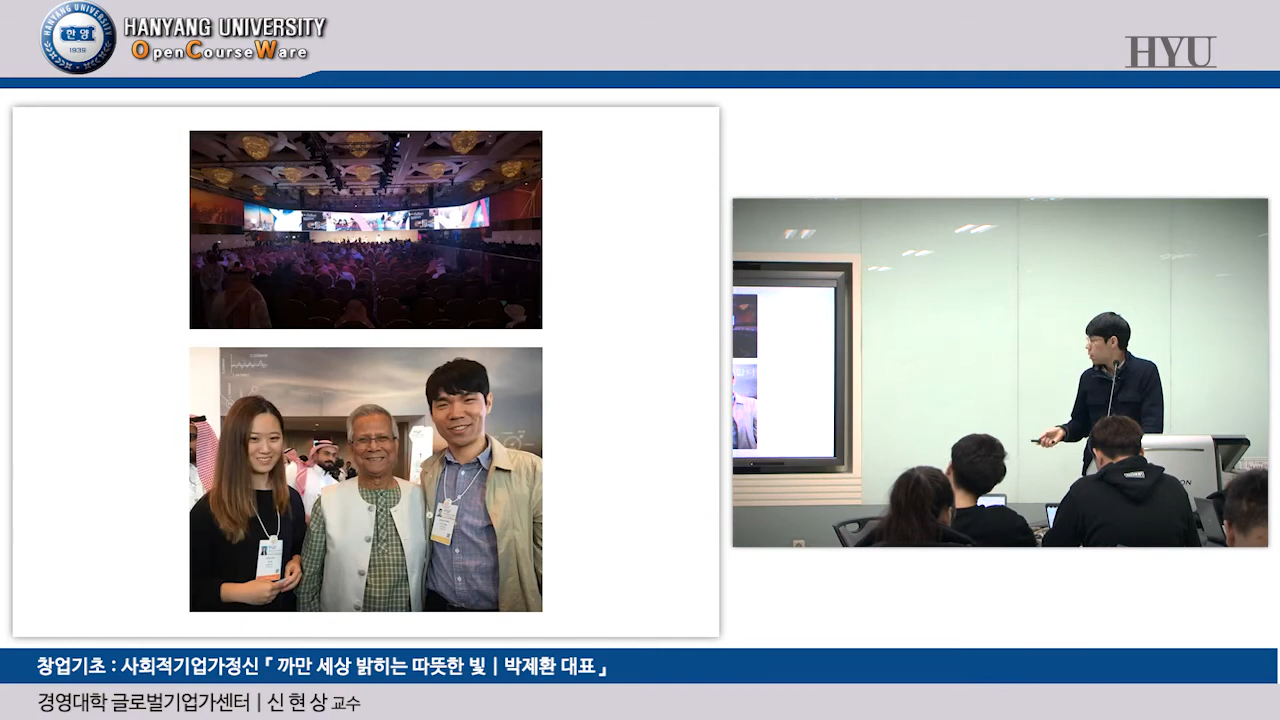 HANYANG UNIVERSITY
한양
1939
HANYANG UNIVERSITY
OpenCourseWare
HYU
창업기초 : 사회적기업가정신『 까만 세상 밝히는 따뜻한 빛 | 박제환 대표 』
경영대학 글로벌기업가센터 | 신 현 상 교수